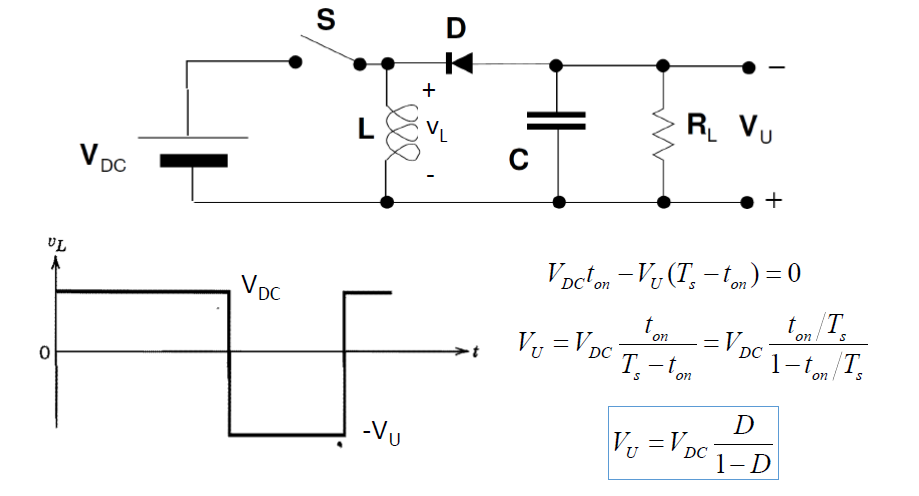 S
D
−
+
L
v_L
-
V_DC
C
R_L
V_U
+
v_L
V_DC
0
t
-V_U
V_DC t_on − V_U (T_s − t_on) = 0
V_U = V_DC t_on / (T_s − t_on) = V_DC (t_on/T_s) / (1 − t_on/T_s)
V_U = V_DC D / (1 − D)